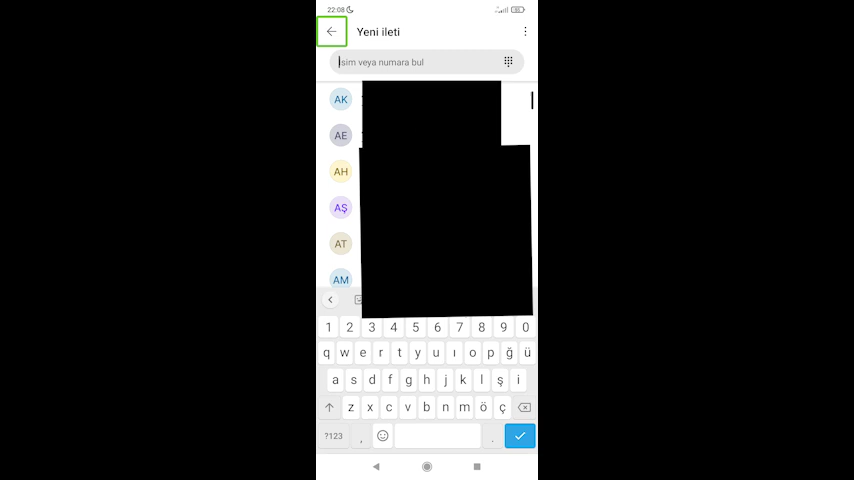 22:08
Yeni ileti
İsim veya numara bul
AK
AE
AH
AŞ
AT
AM
1 2 3 4 5 6 7 8 9 0
q w e r t y u ı o p ğ ü
a s d f g h j k l ş i
z x c v b n m ö ç
?123 , .